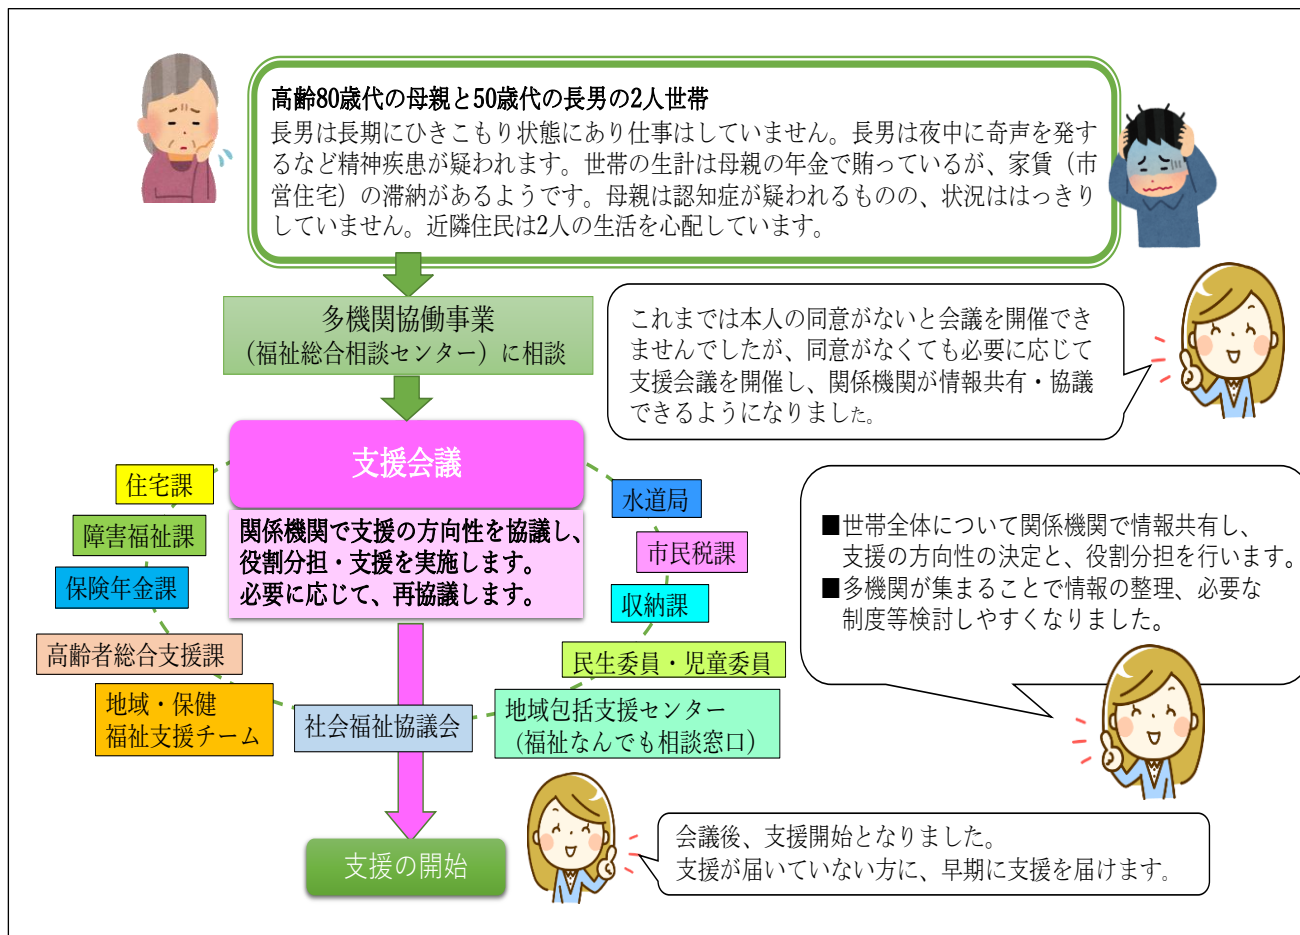 高齢80歳代の母親と50歳代の長男の2人世帯
長男は長期にひきこもり状態にあり仕事はしていません。長男は夜中に奇声を発す
るなど精神疾患が疑われます。世帯の生計は母親の年金で賄っているが、家賃（市
営住宅）の滞納があるようです。母親は認知症が疑われるものの、状況ははっきり
していません。近隣住民は2人の生活を心配しています。
多機関協働事業
（福祉総合相談センター）に相談
これまでは本人の同意がないと会議を開催でき
ませんでしたが、同意がなくても必要に応じて
支援会議を開催し、関係機関が情報共有・協議
できるようになりました。
支援会議
関係機関で支援の方向性を協議し、
役割分担・支援を実施します。
必要に応じて、再協議します。
住宅課
障害福祉課
保険年金課
高齢者総合支援課
地域・保健
福祉支援チーム
社会福祉協議会
水道局
市民税課
収納課
民生委員・児童委員
地域包括支援センター
（福祉なんでも相談窓口）
■世帯全体について関係機関で情報共有し、
支援の方向性の決定と、役割分担を行います。
■多機関が集まることで情報の整理、必要な
制度等検討しやすくなりました。
支援の開始
会議後、支援開始となりました。
支援が届いていない方に、早期に支援を届けます。